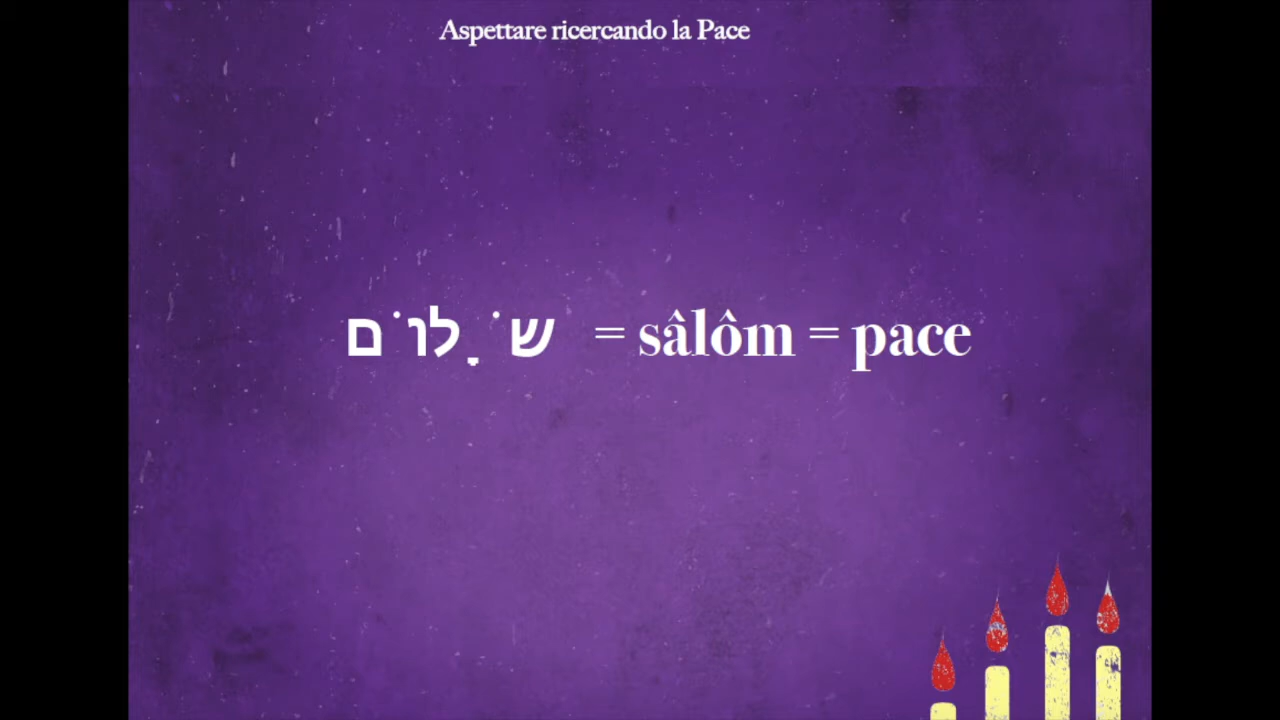 Aspettare ricercando la Pace
שׁ ָלוֹם = sâlôm = pace